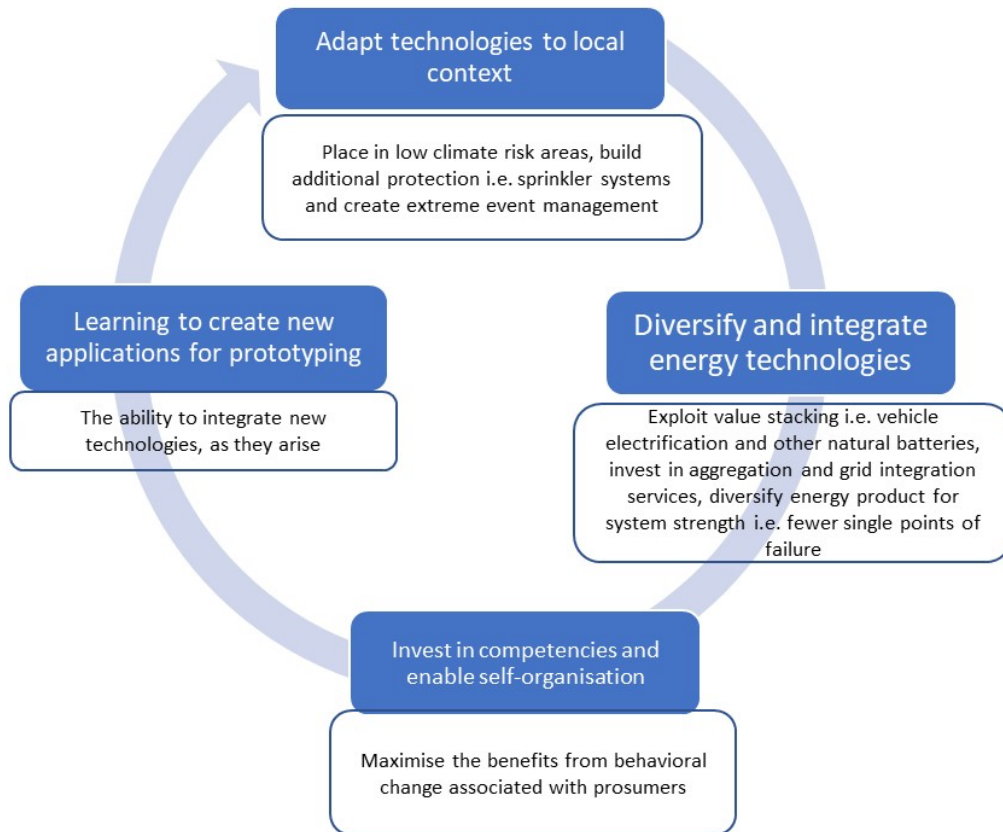 Adapt technologies to local
context
Place in low climate risk areas, build
additional protection i.e. sprinkler systems
and create extreme event management
Diversify and integrate
energy technologies
Exploit value stacking i.e. vehicle
electrification and other natural batteries,
invest in aggregation and grid integration
services, diversify energy product for
system strength i.e. fewer single points of
failure
Invest in competencies and
enable self-organisation
Maximise the benefits from behavioral
change associated with prosumers
Learning to create new
applications for prototyping
The ability to integrate new
technologies, as they arise